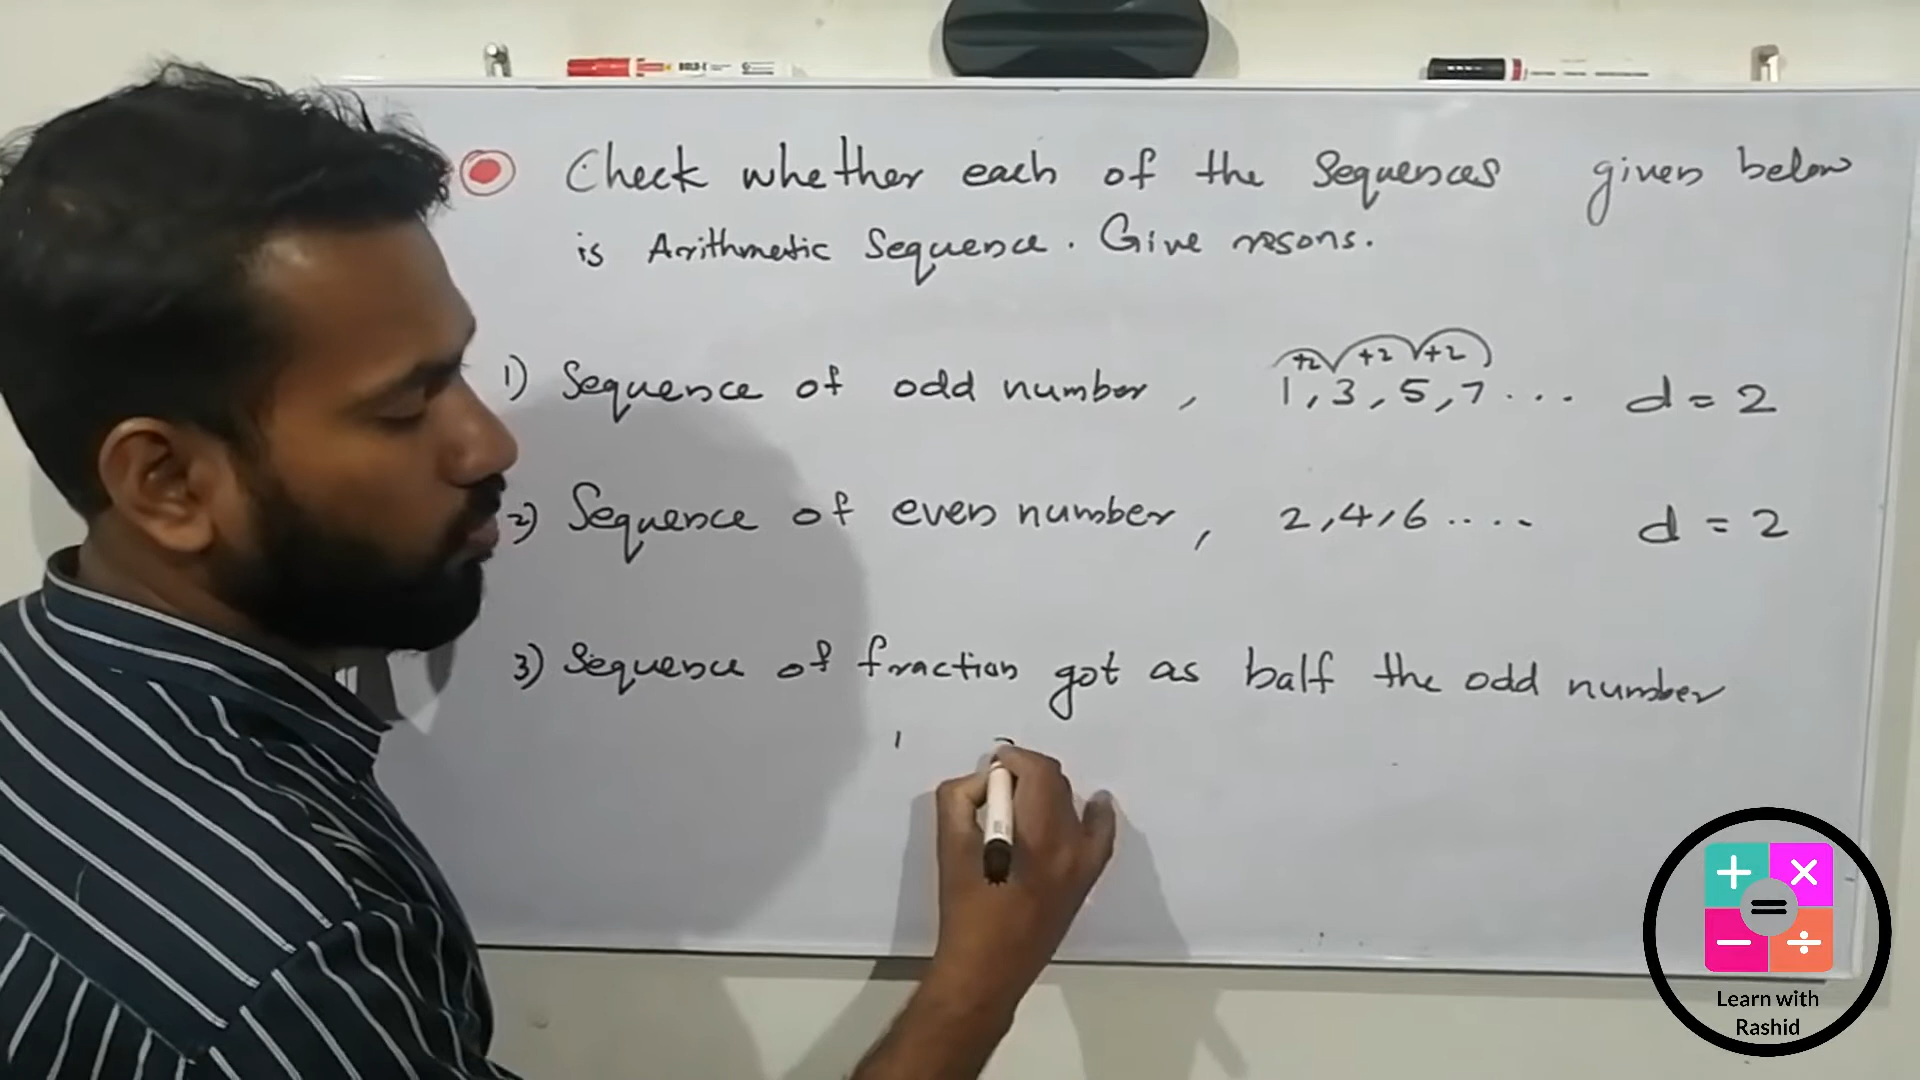 Check whether each of the Sequences given below
is Arithmetic Sequence. Give resons.
+2 +2 +2
1) Sequence of odd number, 1, 3, 5, 7 .... d = 2
2) Sequence of even number, 2, 4, 6 .... d = 2
3) Sequence of fraction got as half the odd number
1
BOLD-E
+ ×
=
− ÷
Learn with
Rashid